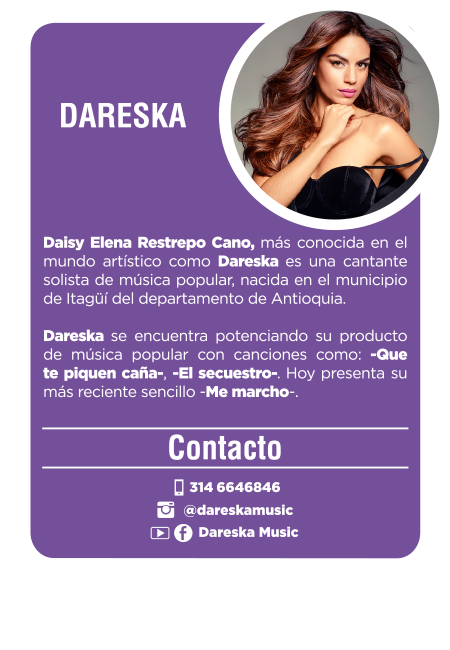 DARESKA
Daisy Elena Restrepo Cano, más conocida en el
mundo artístico como Dareska es una cantante
solista de música popular, nacida en el municipio
de Itagüí del departamento de Antioquia.
Dareska se encuentra potenciando su producto
de música popular con canciones como: -Que
te piquen caña-, -El secuestro-. Hoy presenta su
más reciente sencillo -Me marcho-.
Contacto
314 6646846
@dareskamusic
Dareska Music